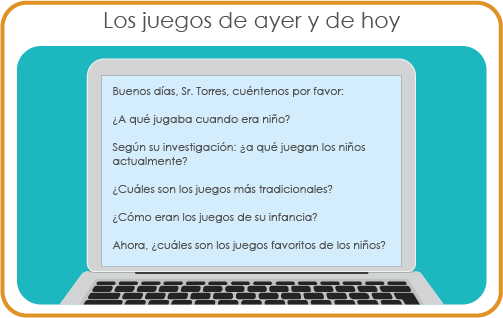 Los juegos de ayer y de hoy
Buenos días, Sr. Torres, cuéntenos por favor:
¿A qué jugaba cuando era niño?
Según su investigación: ¿a qué juegan los niños
actualmente?
¿Cuáles son los juegos más tradicionales?
¿Cómo eran los juegos de su infancia?
Ahora, ¿cuáles son los juegos favoritos de los niños?